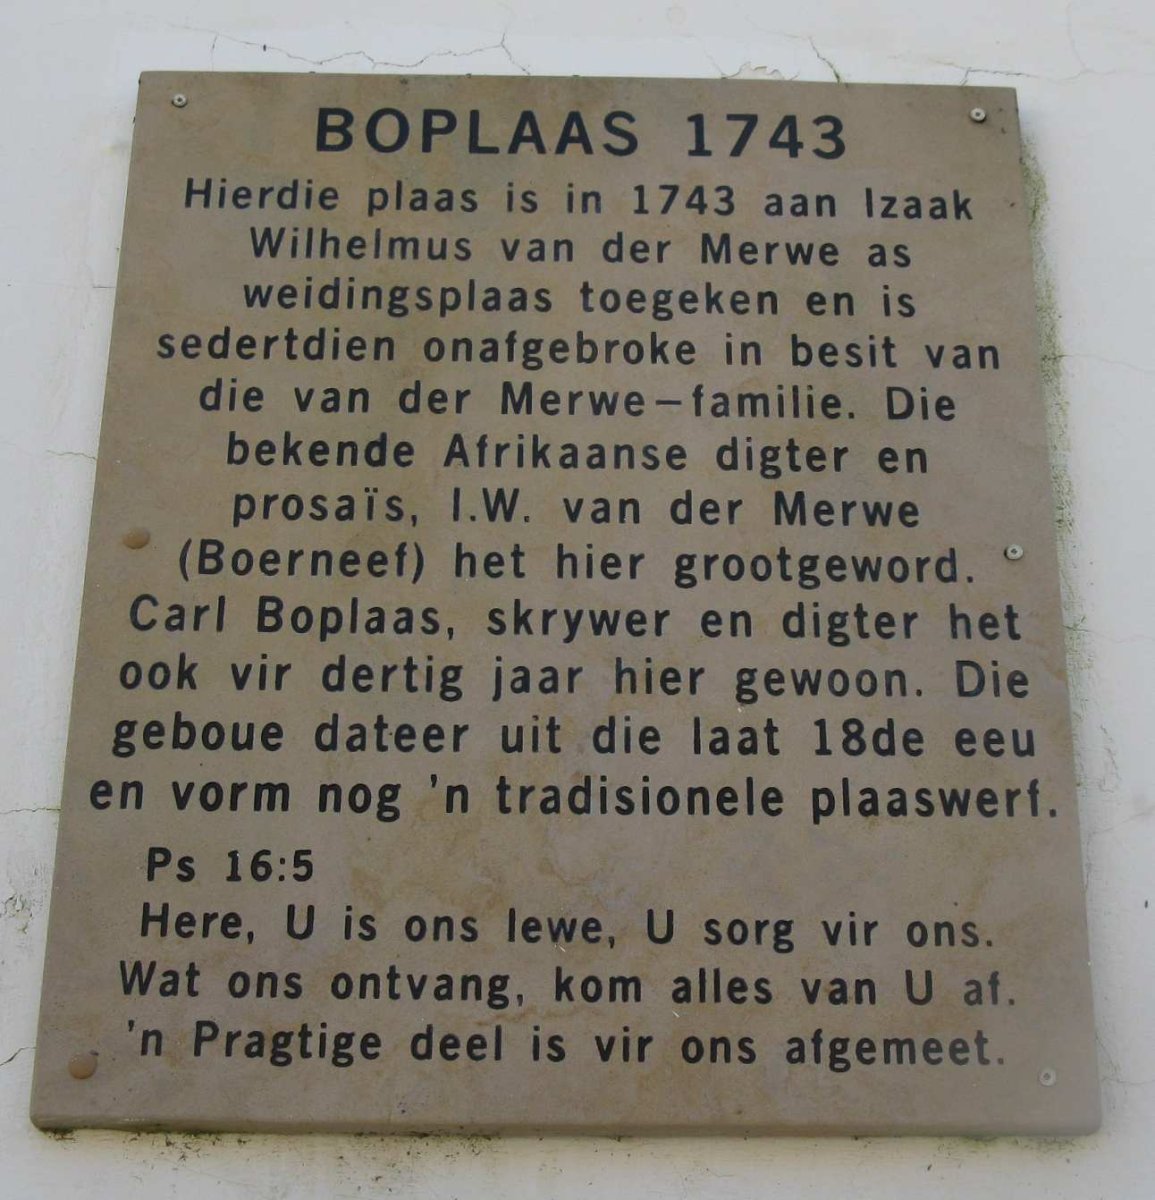 BOPLAAS 1743
Hierdie plaas is in 1743 aan Izaak
Wilhelmus van der Merwe as
weidingsplaas toegeken en is
sedertdien onafgebroke in besit van
die van der Merwe–familie. Die
bekende Afrikaanse digter en
prosaïs, I.W. van der Merwe
(Boerneef) het hier grootgeword.
Carl Boplaas, skrywer en digter het
ook vir dertig jaar hier gewoon. Die
geboue dateer uit die laat 18de eeu
en vorm nog 'n tradisionele plaaswerf.
Ps 16:5
Here, U is ons lewe, U sorg vir ons.
Wat ons ontvang, kom alles van U af.
'n Pragtige deel is vir ons afgemeet.